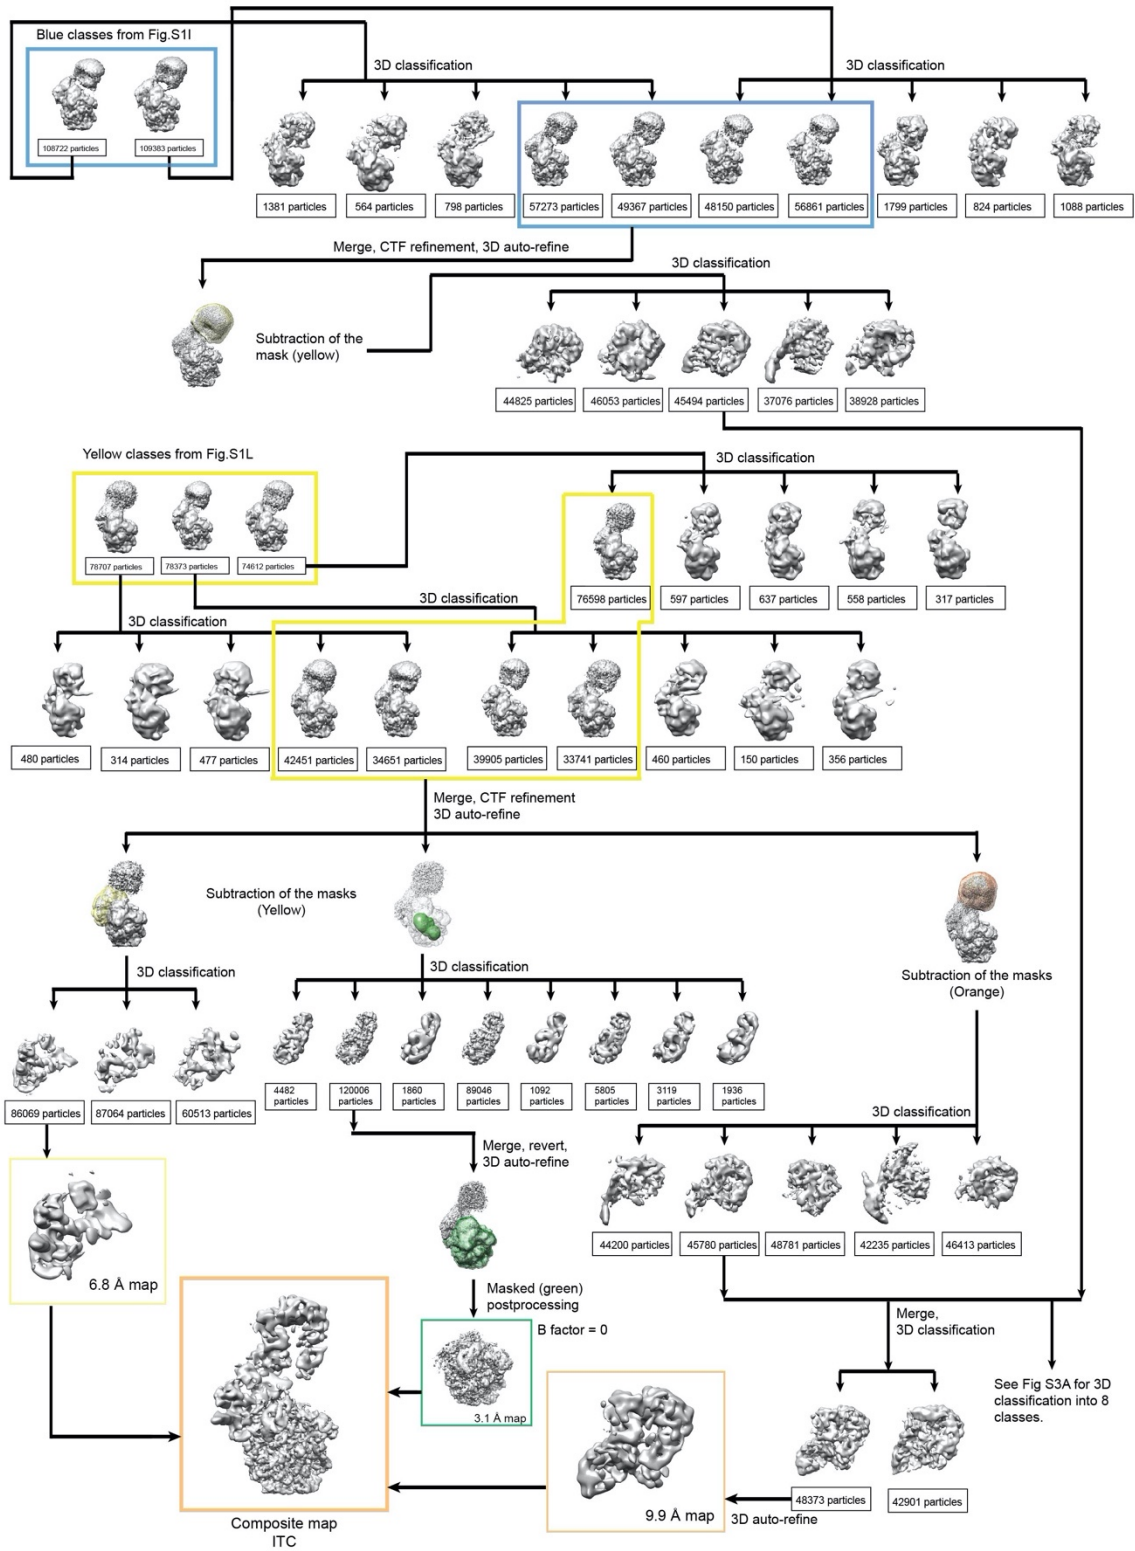 Blue classes from Fig.S1I
108722 particles
109383 particles
3D classification
3D classification
1381 particles
564 particles
798 particles
57273 particles
49367 particles
48150 particles
56861 particles
1799 particles
824 particles
1088 particles
Merge, CTF refinement, 3D auto-refine
3D classification
Subtraction of the
mask (yellow)
44825 particles
46053 particles
45494 particles
37076 particles
38928 particles
Yellow classes from Fig.S1L
78707 particles
78373 particles
74612 particles
3D classification
76598 particles
597 particles
637 particles
558 particles
317 particles
3D classification
3D classification
480 particles
314 particles
477 particles
42451 particles
34651 particles
39905 particles
33741 particles
460 particles
150 particles
356 particles
Merge, CTF refinement
3D auto-refine
Subtraction of the masks
(Yellow)
Subtraction of the masks
(Orange)
3D classification
3D classification
86069 particles
87064 particles
60513 particles
4482
particles
120006
particles
1860
particles
89046
particles
1092
particles
5805
particles
3119
particles
1936
particles
3D classification
Merge, revert,
3D auto-refine
44200 particles
45780 particles
48781 particles
42235 particles
46413 particles
6.8 Å map
Masked (green)
postprocessing
B factor = 0
3.1 Å map
Merge,
3D classification
See Fig S3A for 3D
classification into 8
classes.
48373 particles
42901 particles
3D auto-refine
9.9 Å map
Composite map
ITC